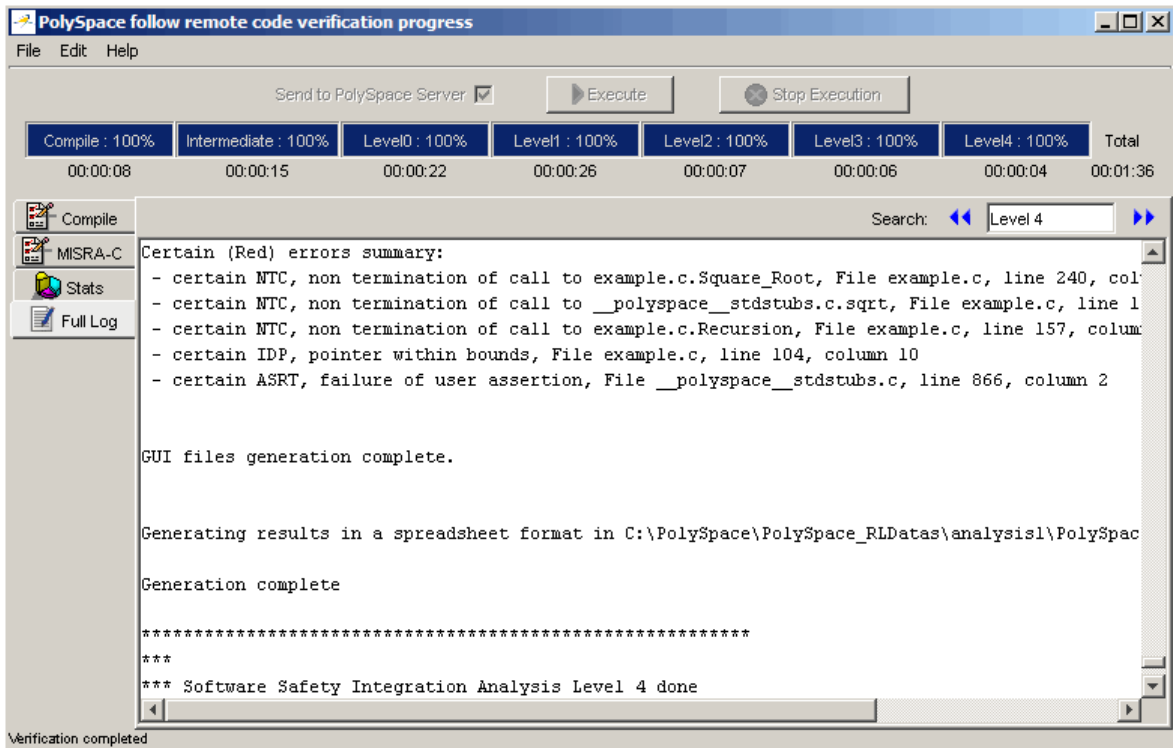 PolySpace follow remote code verification progress
File Edit Help
Send to PolySpace Server Execute Stop Execution
Compile : 100% Intermediate : 100% Level0 : 100% Level1 : 100% Level2 : 100% Level3 : 100% Level4 : 100% Total
00:00:08 00:00:15 00:00:22 00:00:26 00:00:07 00:00:06 00:00:04 00:01:36
Compile
MISRA-C
Stats
Full Log
Search: Level 4
Certain (Red) errors summary:
- certain NTC, non termination of call to example.c.Square_Root, File example.c, line 240, col
- certain NTC, non termination of call to __polyspace__stdstubs.c.sqrt, File example.c, line 1
- certain NTC, non termination of call to example.c.Recursion, File example.c, line 157, colum
- certain IDP, pointer within bounds, File example.c, line 104, column 10
- certain ASRT, failure of user assertion, File __polyspace__stdstubs.c, line 866, column 2
GUI files generation complete.
Generating results in a spreadsheet format in C:\PolySpace\PolySpace_RLDatas\analysis1\PolySpac
Generation complete
**********************************************************
***
*** Software Safety Integration Analysis Level 4 done
Verification completed